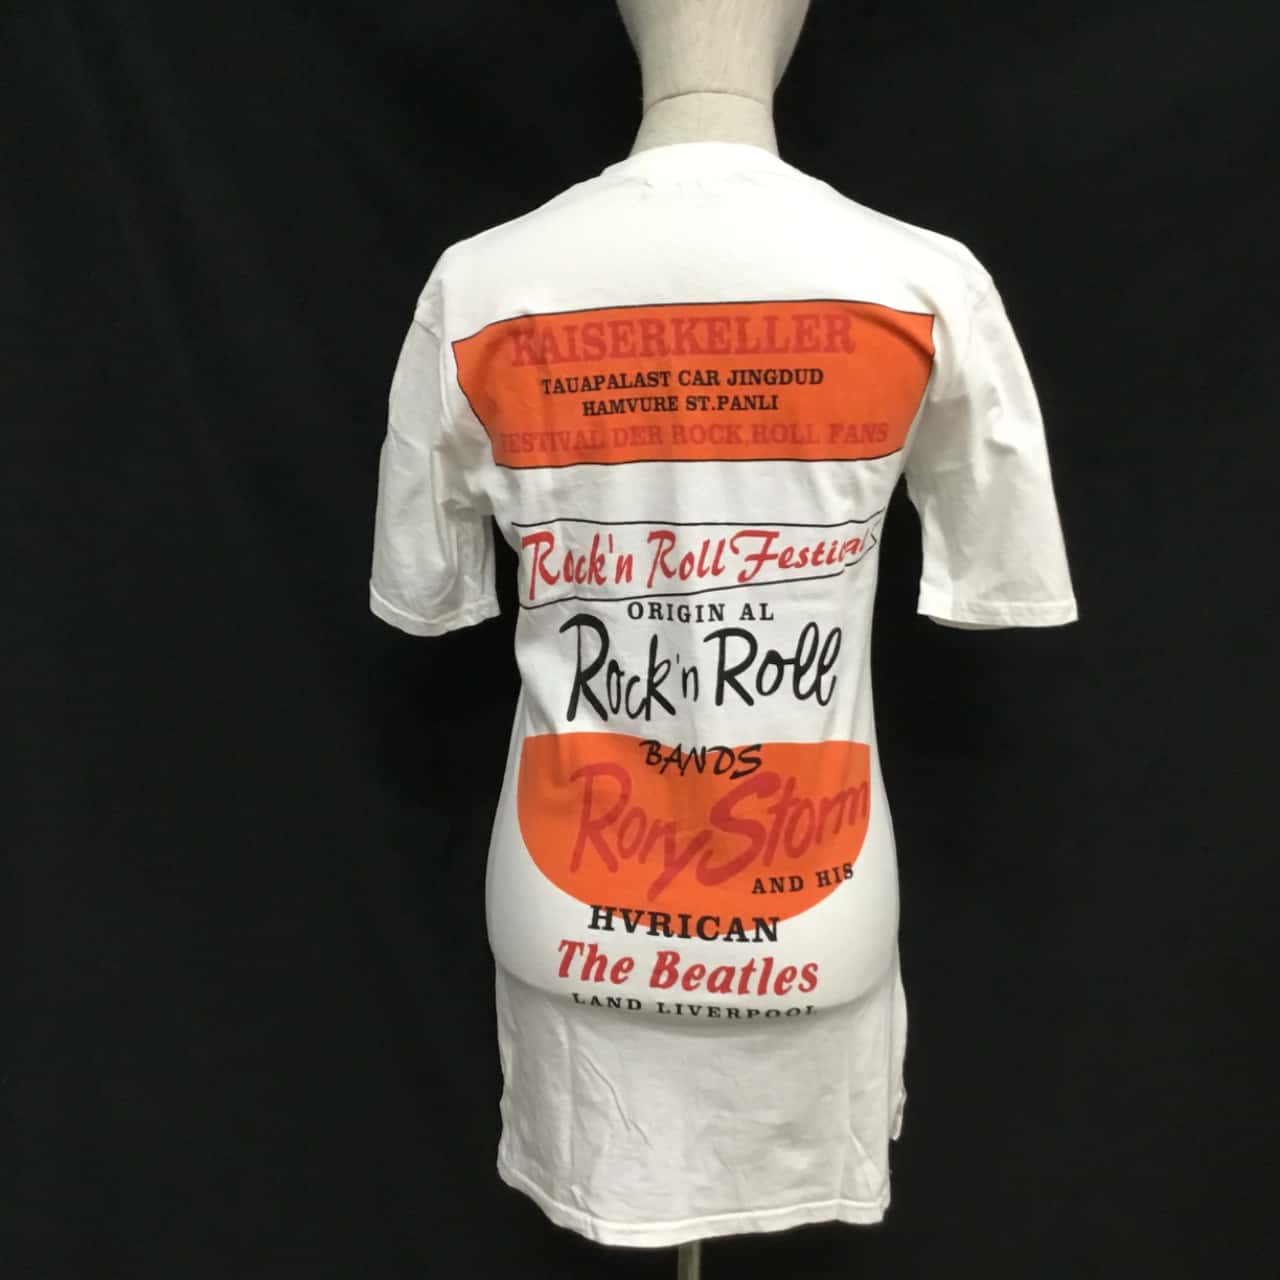 KAISERKELLER
TAUAPALAST CAR JINGDUD
HAMVURE ST.PANLI
FESTIVAL DER ROCK,ROLL FANS
Rock'n Roll Festivals
ORIGIN AL
Rock'n Roll
BANDS
Rory Storm
AND HIS
HVRICAN
The Beatles
LAND LIVERPOOL